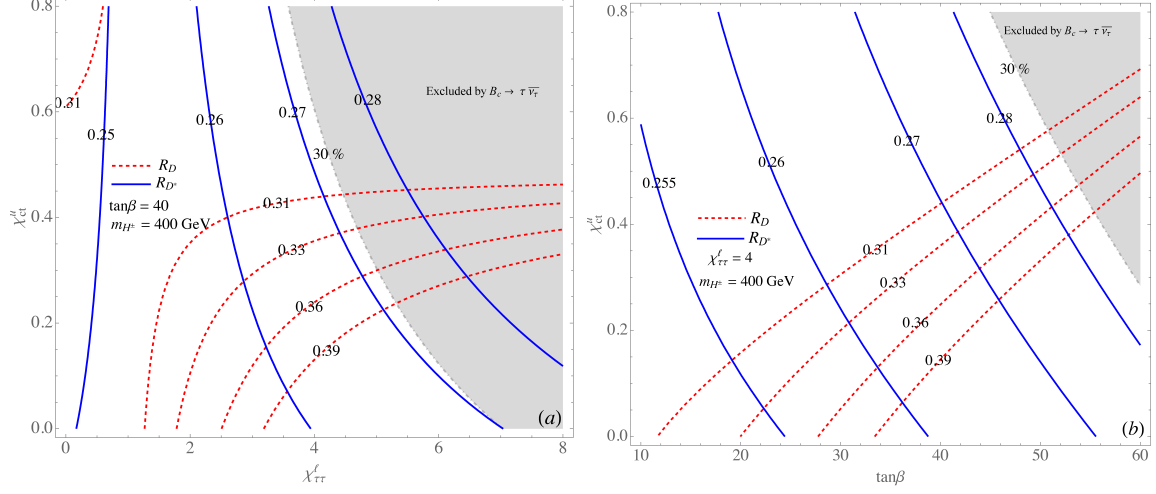 0.8
0.6
0.4
0.2
0.0
χᵘ_ct
0.31
0.25
0.26
0.27
0.28
30 %
Excluded by B_c → τ ν̅_τ
R_D
R_D*
tanβ = 40
m_H± = 400 GeV
0.31
0.33
0.36
0.39
(a)
0 2 4 6 8
χ^ℓ_ττ
0.8
0.6
0.4
0.2
0.0
χᵘ_ct
Excluded by B_c → τ ν̅_τ
30 %
0.28
0.27
0.26
0.255
R_D
R_D*
χ^ℓ_ττ = 4
m_H± = 400 GeV
0.31
0.33
0.36
0.39
(b)
10 20 30 40 50 60
tanβ